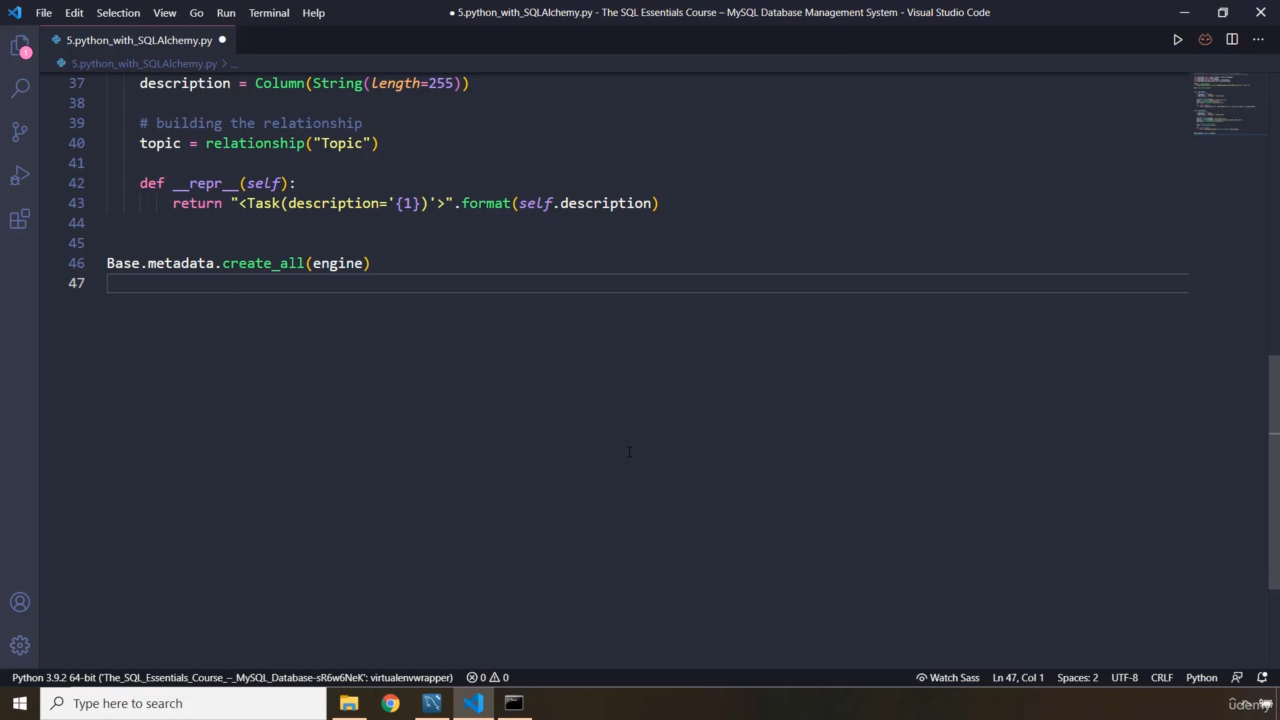 File Edit Selection View Go Run Terminal Help
● 5.python_with_SQLAlchemy.py - The SQL Essentials Course – MySQL Database Management System - Visual Studio Code
5.python_with_SQLAlchemy.py ●
5.python_with_SQLAlchemy.py > ...
1
37 description = Column(String(length=255))
38
39 # building the relationship
40 topic = relationship("Topic")
41
42 def __repr__(self):
43 return "<Task(description='{1}')>".format(self.description)
44
45
46 Base.metadata.create_all(engine)
47
Python 3.9.2 64-bit ('The_SQL_Essentials_Course_–_MySQL_Database-sR6w6NeK': virtualenvwrapper) 0 0 Watch Sass Ln 47, Col 1 Spaces: 2 UTF-8 CRLF Python
Type here to search
Udemy